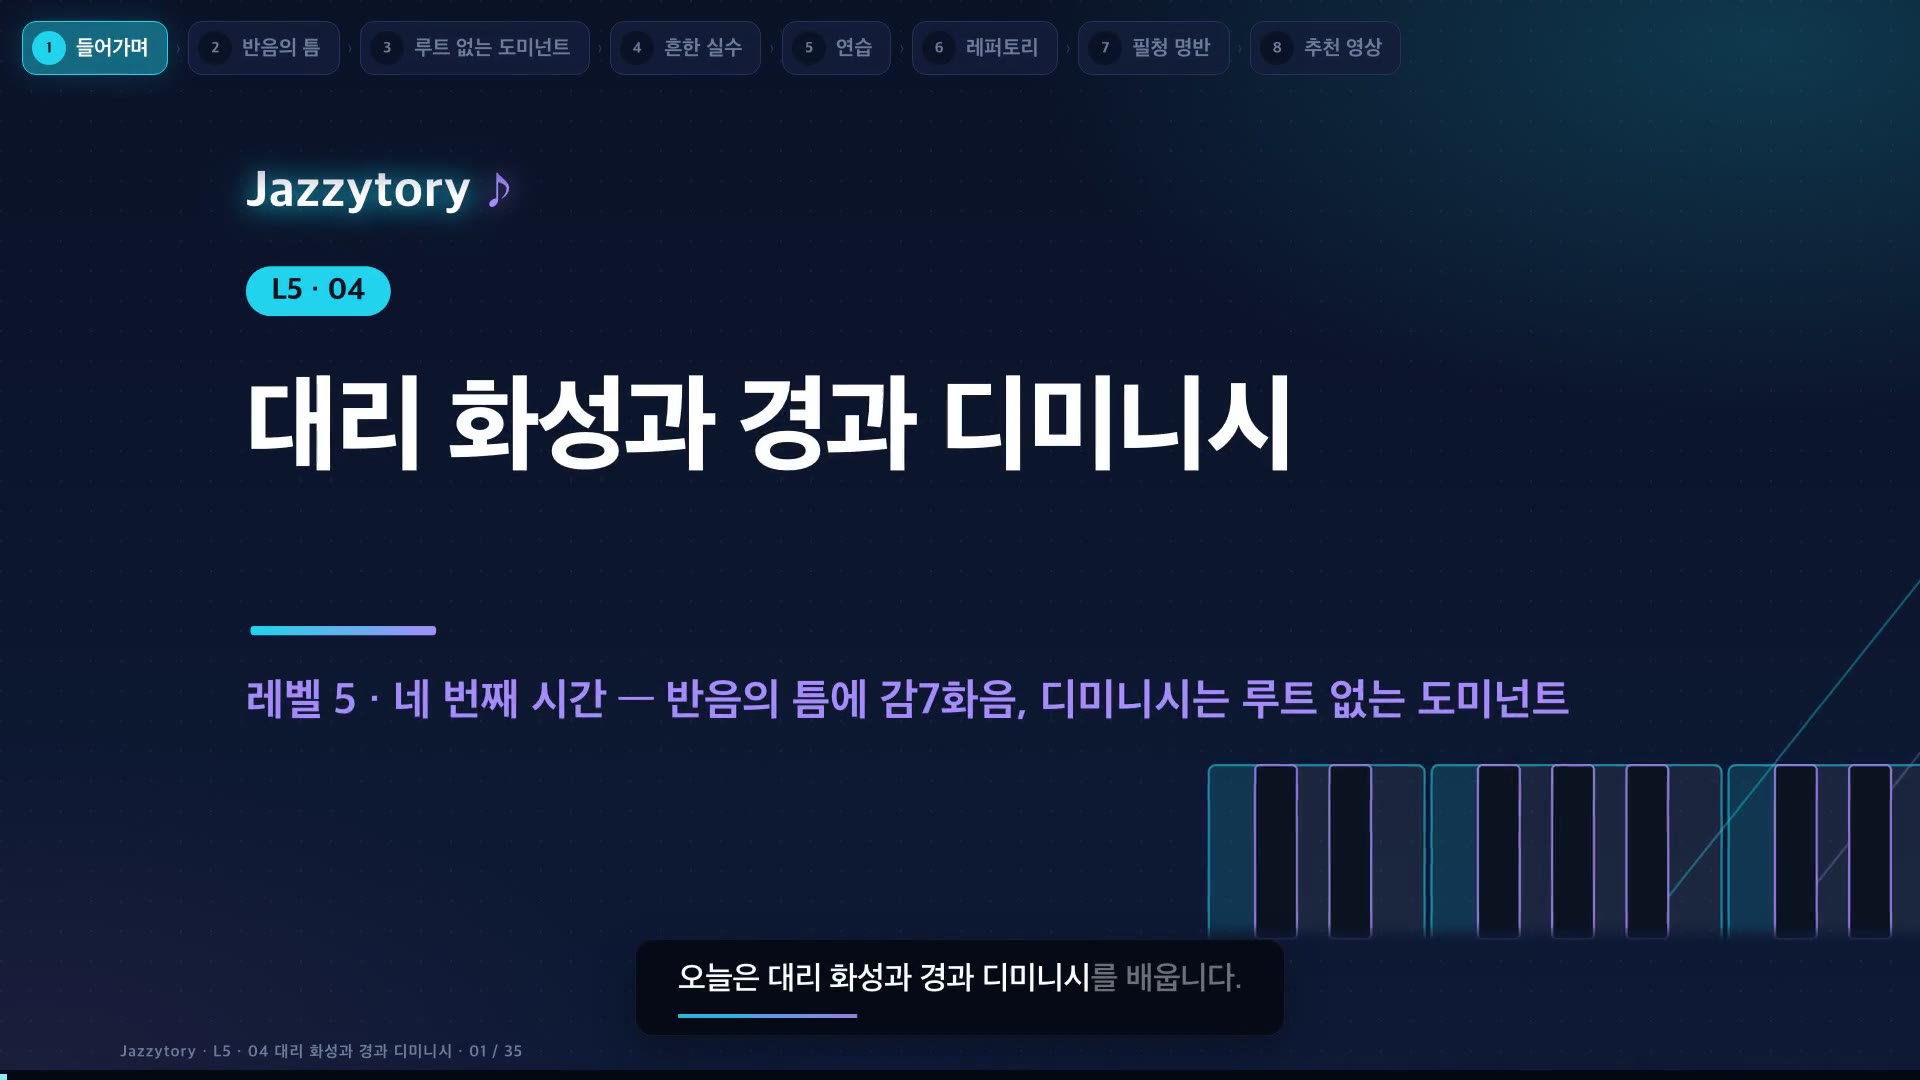 1 들어가며 › 2 반음의 틈 › 3 루트 없는 도미넌트 › 4 흔한 실수 › 5 연습 › 6 레퍼토리 › 7 필청 명반 › 8 추천 영상
Jazzytory ♪
L5 · 04
대리 화성과 경과 디미니시
레벨 5 · 네 번째 시간 — 반음의 틈에 감7화음, 디미니시는 루트 없는 도미넌트
오늘은 대리 화성과 경과 디미니시를 배웁니다.
Jazzytory · L5 · 04 대리 화성과 경과 디미니시 · 01 / 35